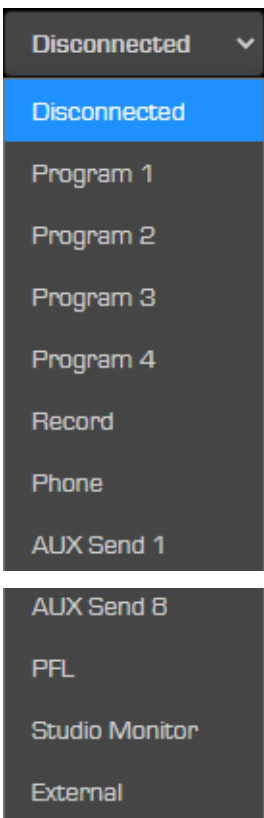 Disconnected
Disconnected
Program 1
Program 2
Program 3
Program 4
Record
Phone
AUX Send 1
AUX Send 8
PFL
Studio Monitor
External